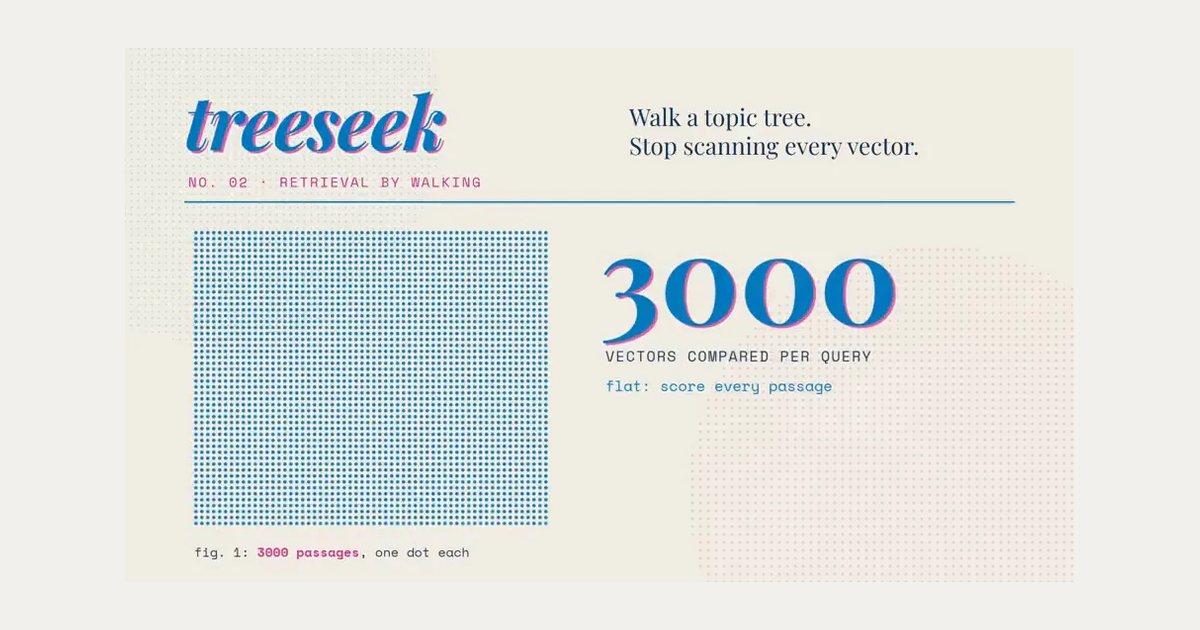 treeseek
NO. 02 · RETRIEVAL BY WALKING
Walk a topic tree.
Stop scanning every vector.
3000
VECTORS COMPARED PER QUERY
flat: score every passage
fig. 1: 3000 passages, one dot each